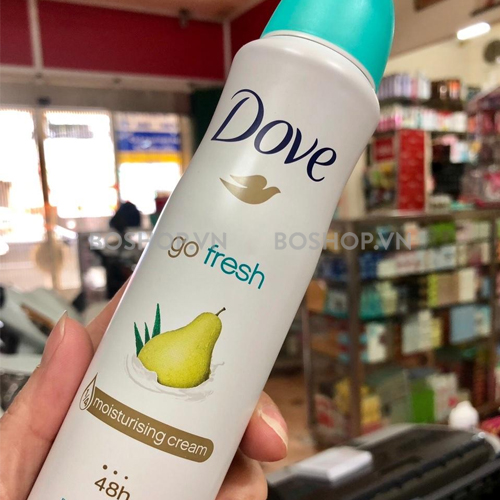 Dove
BOSHOP.VN BOSHOP.VN
go fresh
moisturising cream
48h